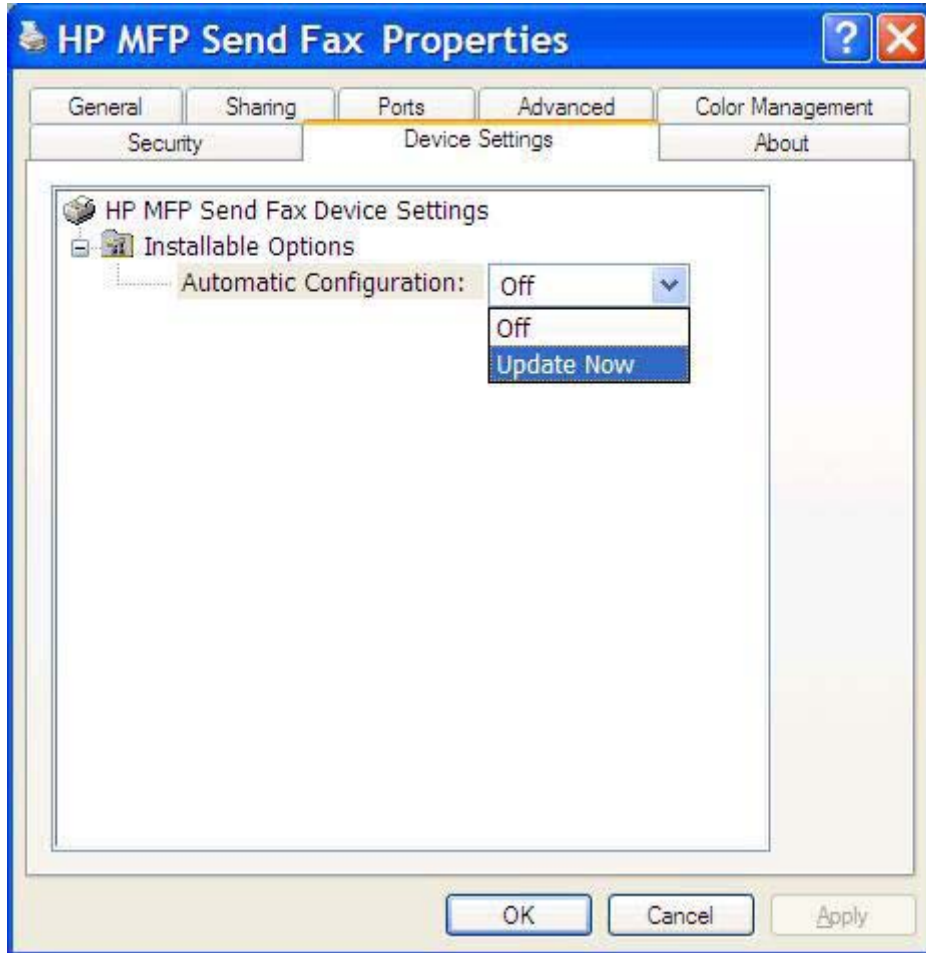 HP MFP Send Fax Properties
General Sharing Ports Advanced Color Management
Security Device Settings About
HP MFP Send Fax Device Settings
Installable Options
Automatic Configuration: Off
Off
Update Now
OK Cancel Apply